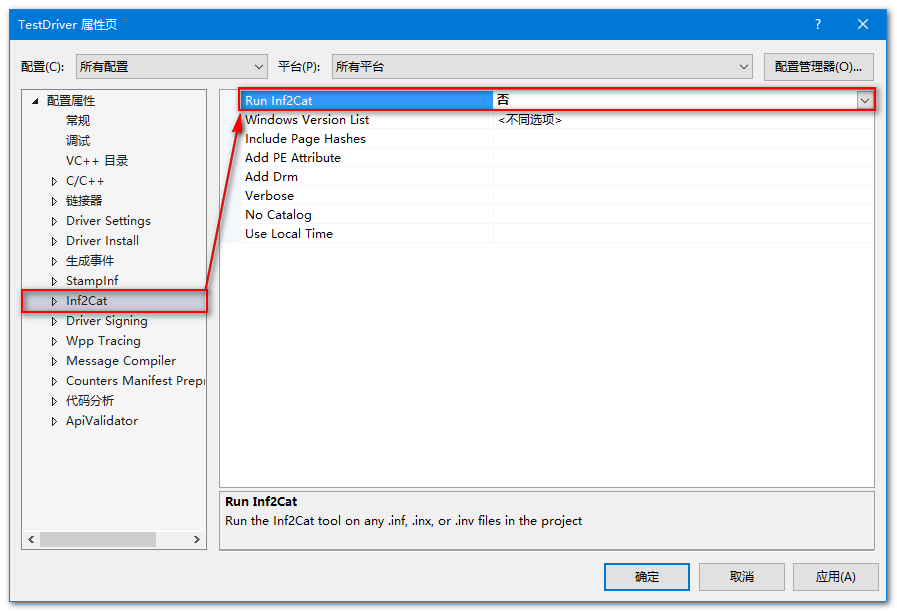 TestDriver 属性页
配置(C): 所有配置 平台(P): 所有平台 配置管理器(O)...
配置属性
常规
调试
VC++ 目录
C/C++
链接器
Driver Settings
Driver Install
生成事件
StampInf
Inf2Cat
Driver Signing
Wpp Tracing
Message Compiler
Counters Manifest Prepr
代码分析
ApiValidator
Run Inf2Cat 否
Windows Version List <不同选项>
Include Page Hashes
Add PE Attribute
Add Drm
Verbose
No Catalog
Use Local Time
Run Inf2Cat
Run the Inf2Cat tool on any .inf, .inx, or .inv files in the project
确定 取消 应用(A)